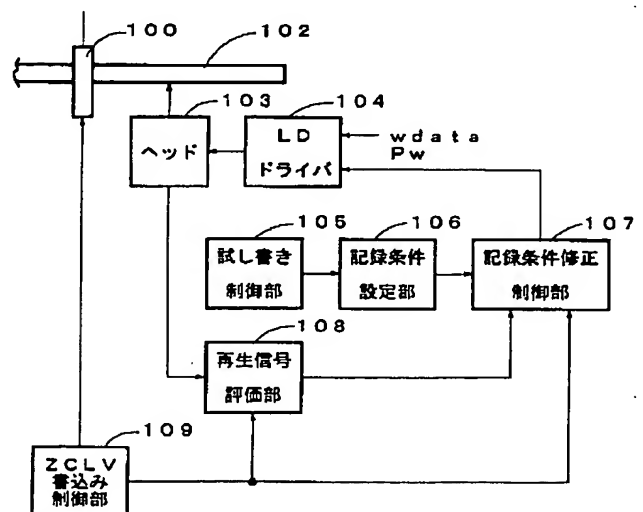 100
102
103
104
ヘッド
LD
ドライバ
wdata
Pw
105
106
107
試し書き
制御部
記録条件
設定部
記録条件修正
制御部
108
再生信号
評価部
109
ZCLV
書込み
制御部